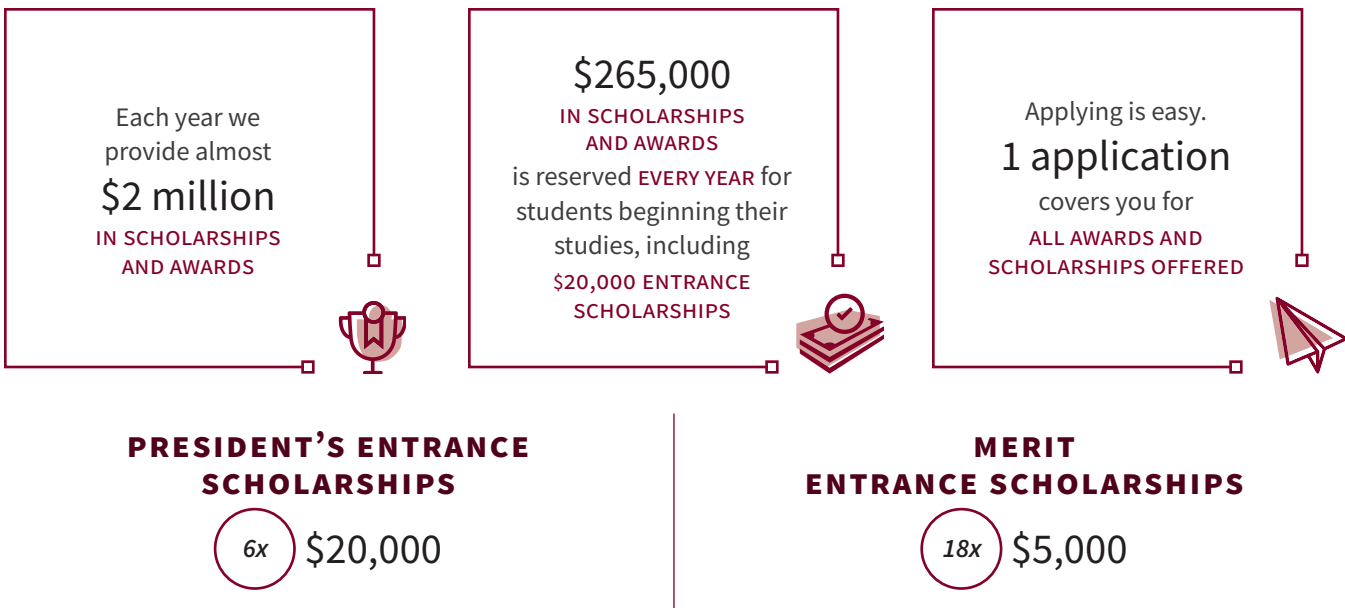 Each year we
provide almost
$2 million
IN SCHOLARSHIPS
AND AWARDS
$265,000
IN SCHOLARSHIPS
AND AWARDS
is reserved EVERY YEAR for
students beginning their
studies, including
$20,000 ENTRANCE
SCHOLARSHIPS
Applying is easy.
1 application
covers you for
ALL AWARDS AND
SCHOLARSHIPS OFFERED
PRESIDENT’S ENTRANCE
SCHOLARSHIPS
6x $20,000
MERIT
ENTRANCE SCHOLARSHIPS
18x $5,000